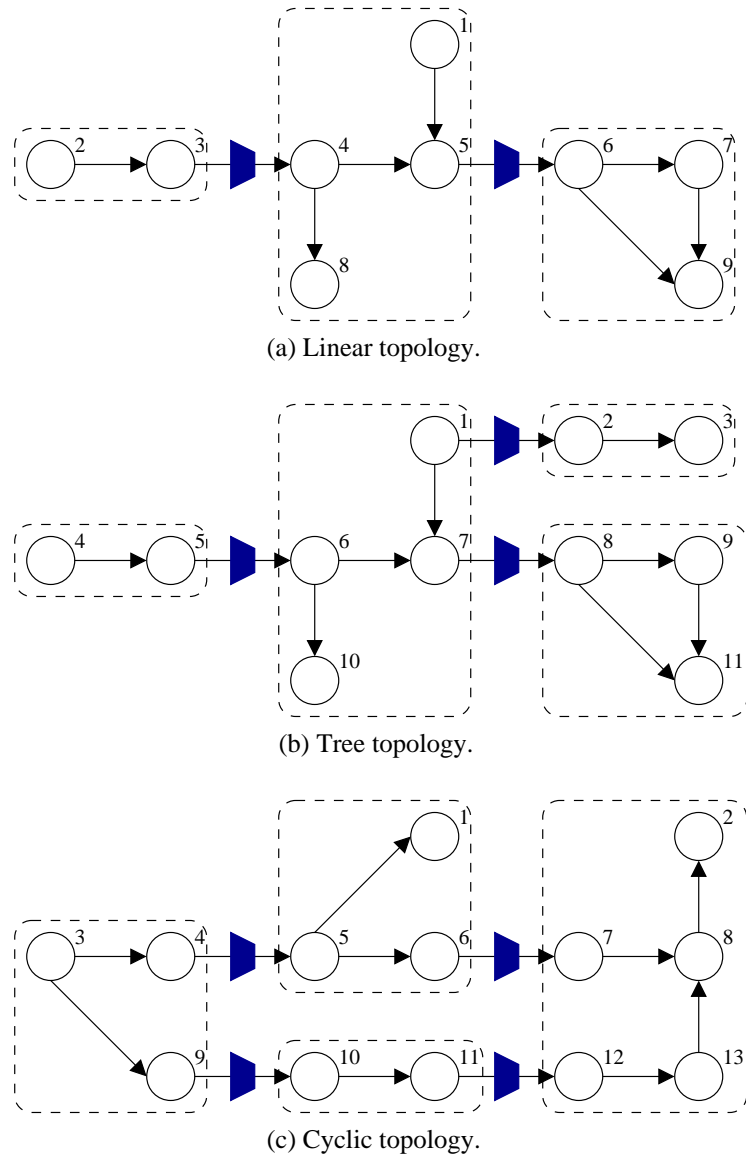 1
2 3 4 5 6 7
8 9
(a) Linear topology.
1 2 3
4 5 6 7 8 9
10 11
(b) Tree topology.
1 2
3 4 5 6 7 8
9 10 11 12 13
(c) Cyclic topology.